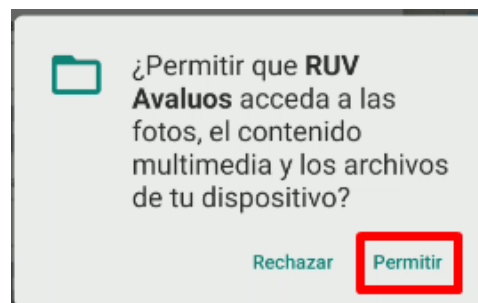 ¿Permitir que RUV
Avaluos acceda a las
fotos, el contenido
multimedia y los archivos
de tu dispositivo?
Rechazar Permitir